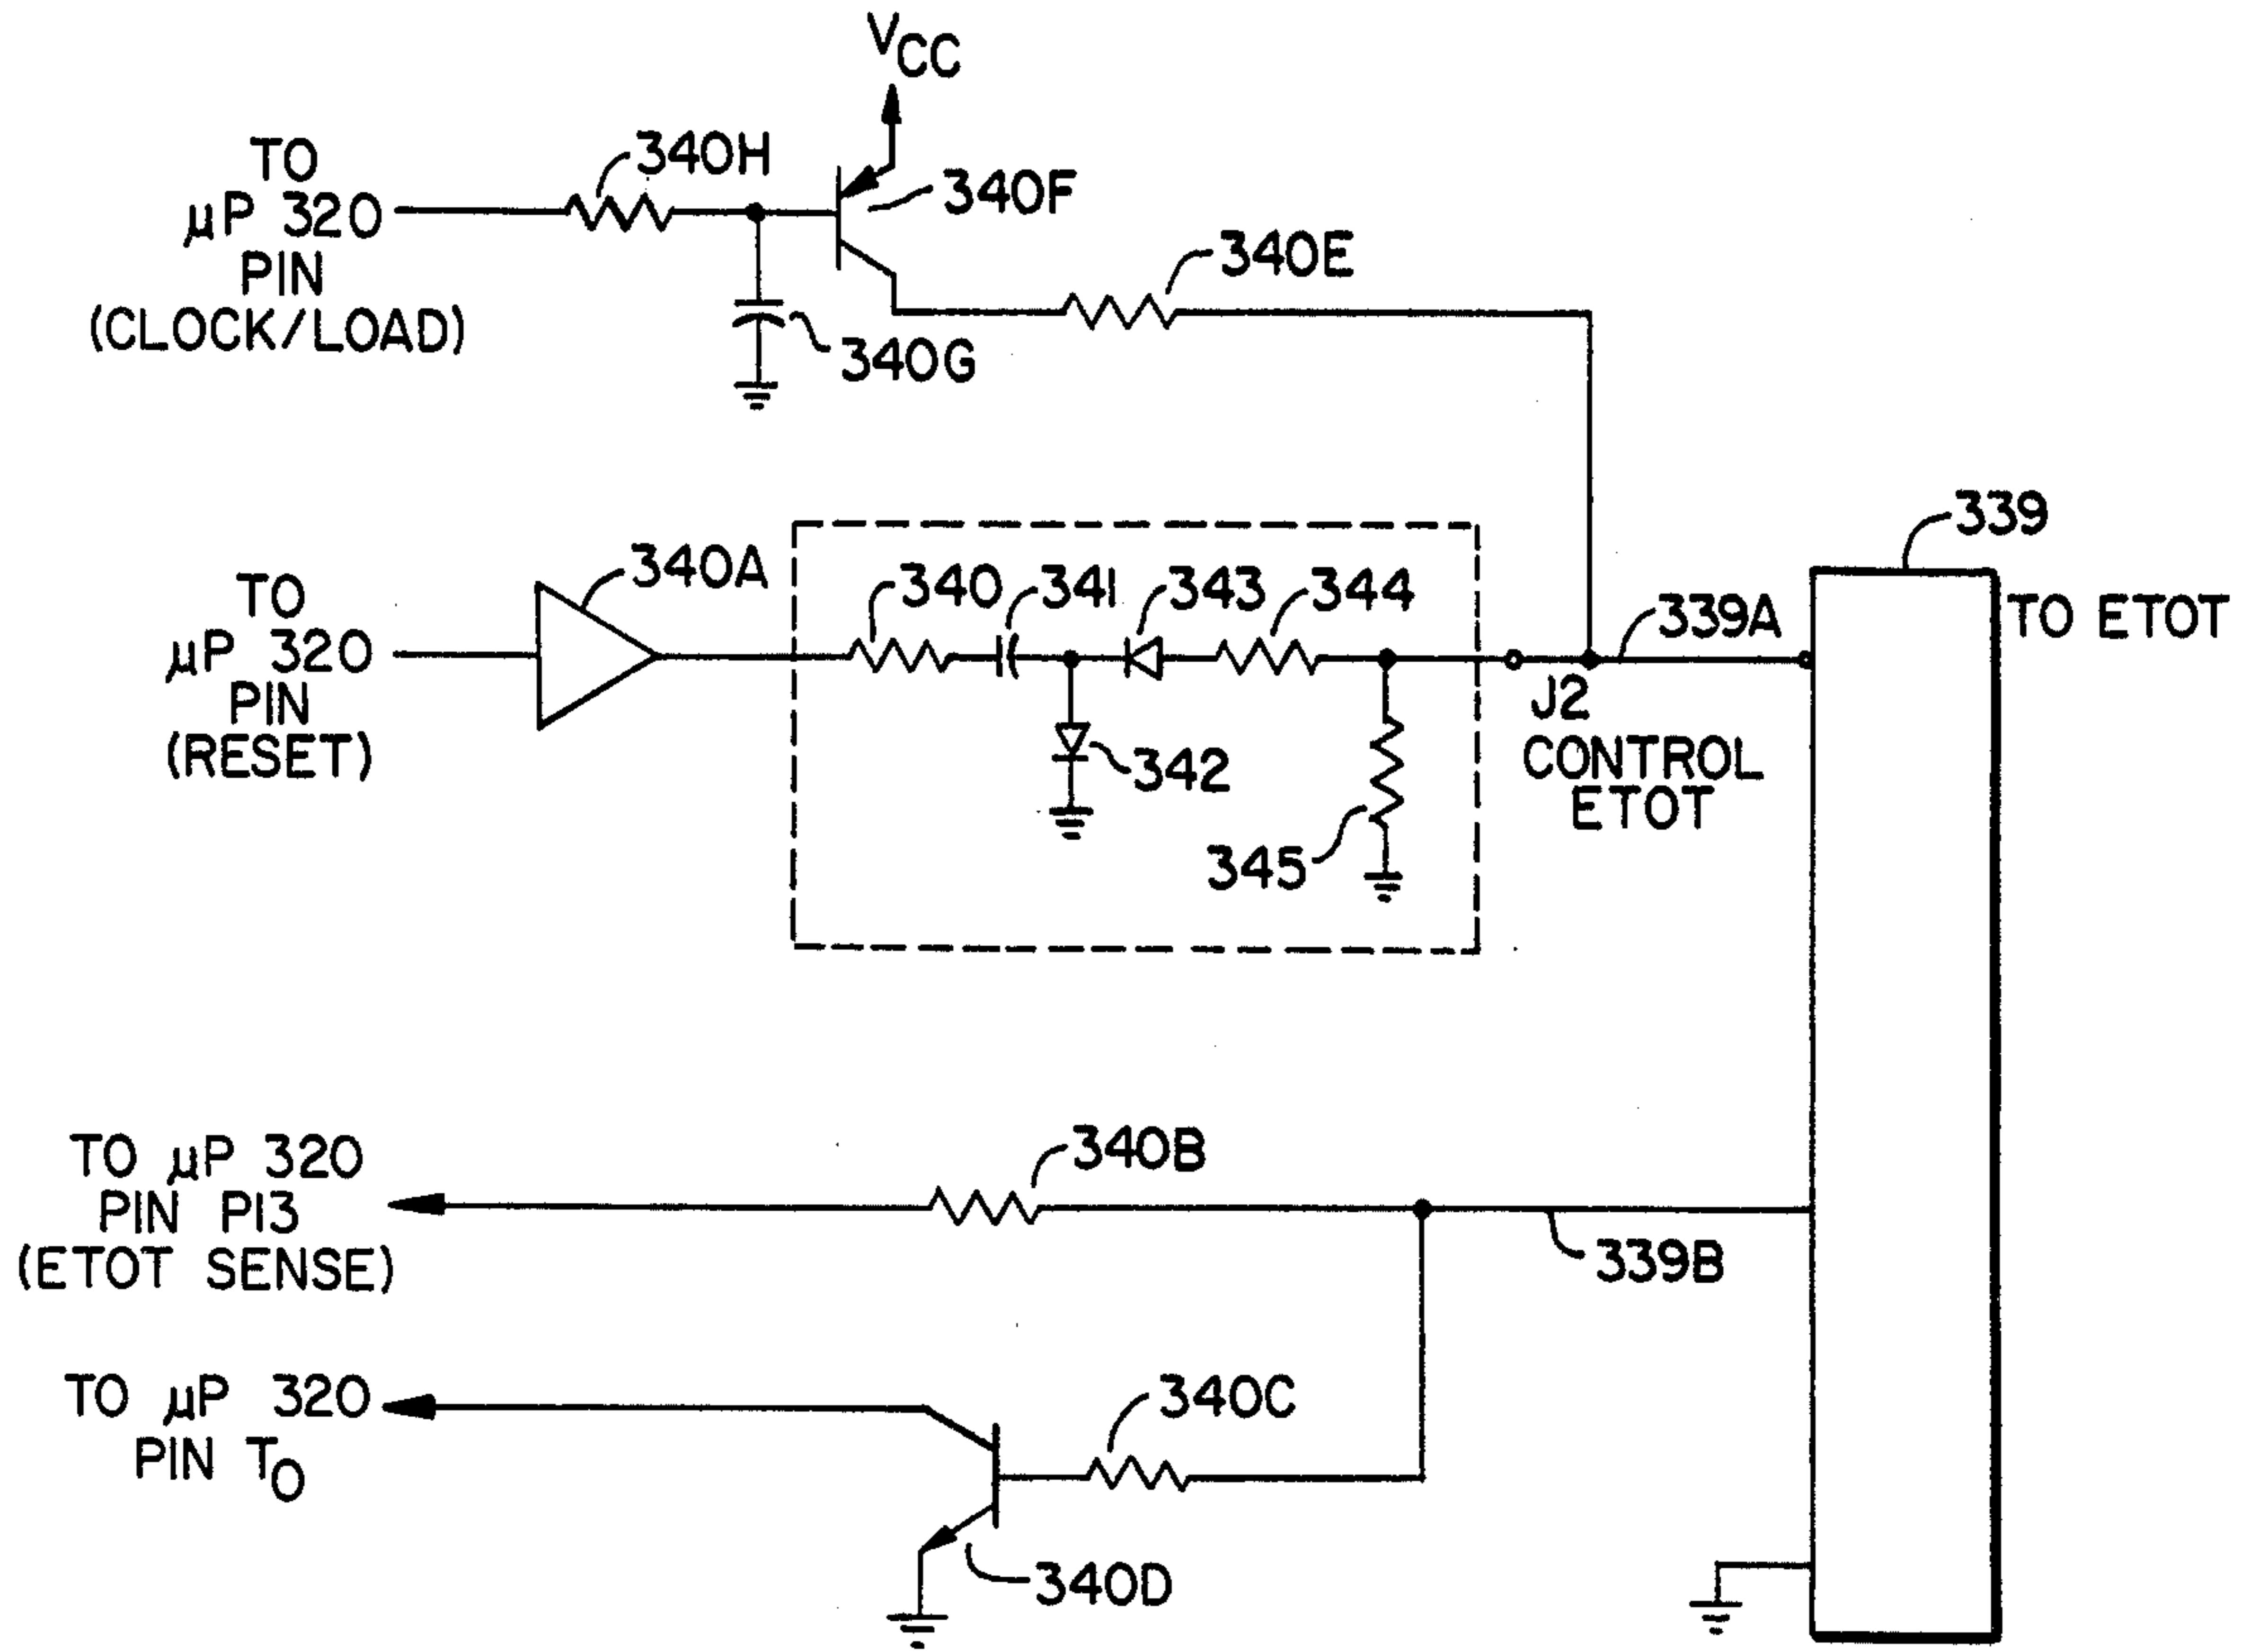 VCC
TO
μP 320
PIN
(CLOCK/LOAD)
340H
340F
340E
340G
TO
μP 320
PIN
(RESET)
340A
340
341
343
344
342
345
J2
CONTROL
ETOT
339A
339
TO ETOT
TO μP 320
PIN P13
(ETOT SENSE)
340B
339B
TO μP 320
PIN TO
340C
340D